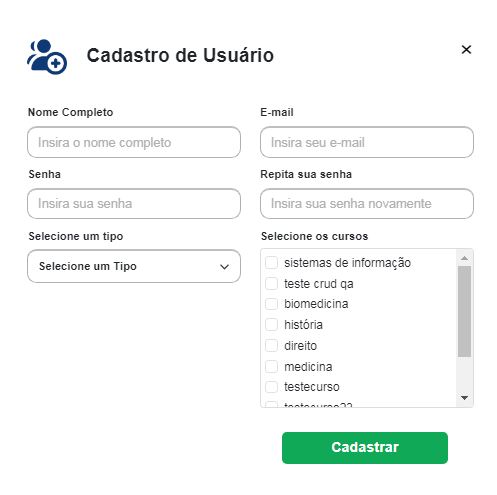 Cadastro de Usuário
Nome Completo
Insira o nome completo
E-mail
Insira seu e-mail
Senha
Insira sua senha
Repita sua senha
Insira sua senha novamente
Selecione um tipo
Selecione um Tipo
Selecione os cursos
sistemas de informação
teste crud qa
biomedicina
história
direito
medicina
testecurso
testecurso22
Cadastrar